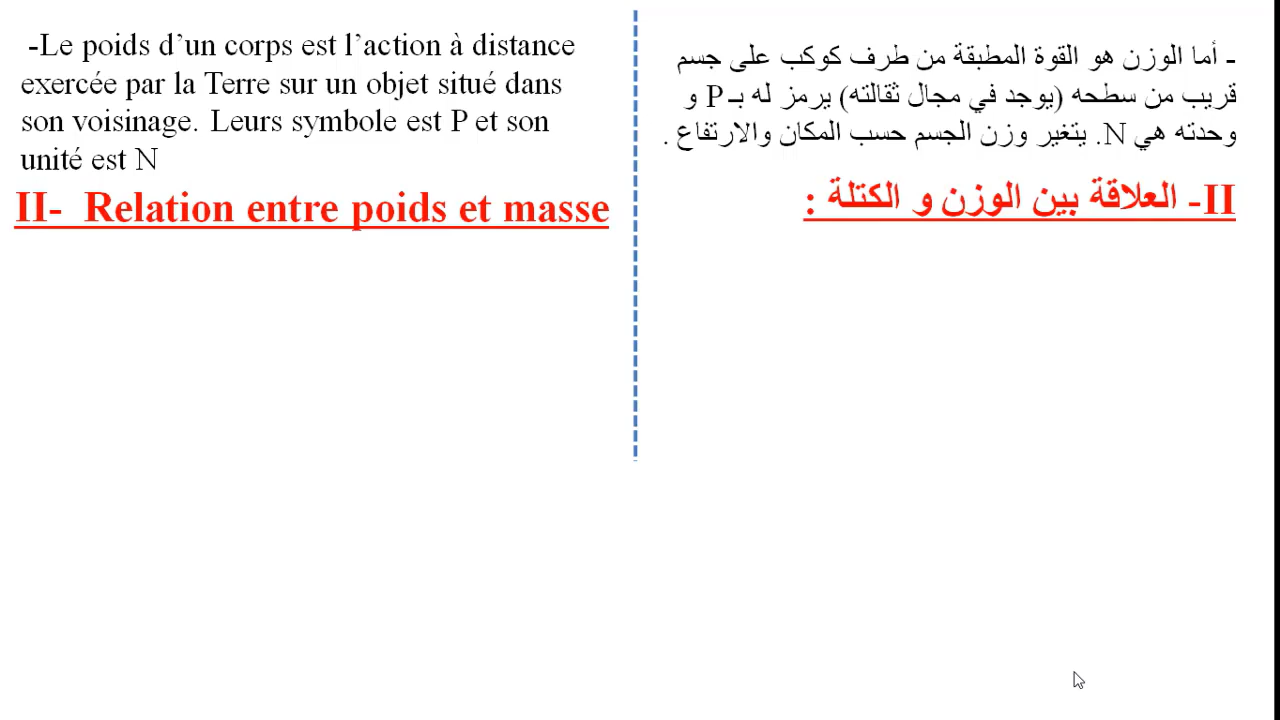 -Le poids d’un corps est l’action à distance
exercée par la Terre sur un objet situé dans
son voisinage. Leurs symbole est P et son
unité est N
II- Relation entre poids et masse
- أما الوزن هو القوة المطبقة من طرف كوكب على جسم
قريب من سطحه (يوجد في مجال ثقالته) يرمز له بـ P و
وحدته هي N. يتغير وزن الجسم حسب المكان والارتفاع .
II- العلاقة بين الوزن و الكتلة :